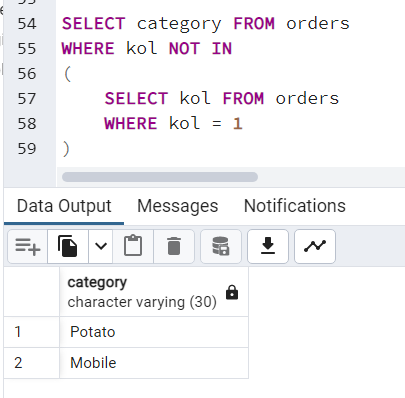 54 SELECT category FROM orders
55 WHERE kol NOT IN
56 (
57 SELECT kol FROM orders
58 WHERE kol = 1
59 )
Data Output Messages Notifications
category
character varying (30)
1 Potato
2 Mobile